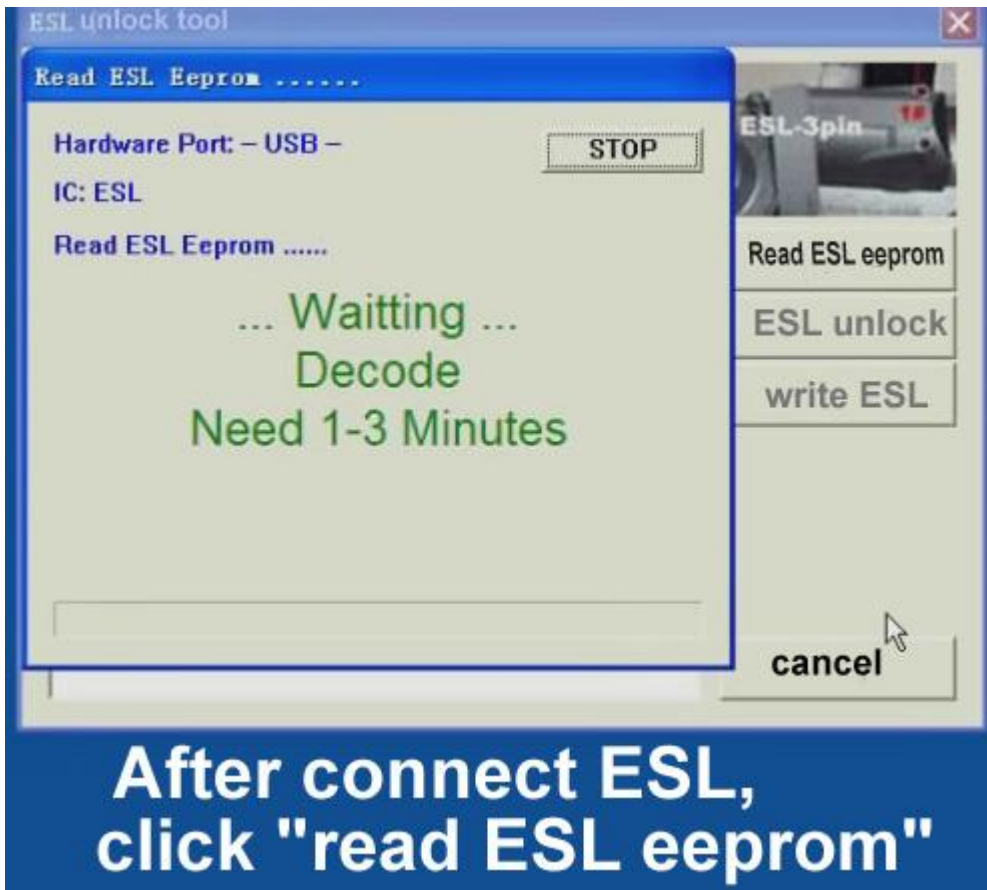 ESL unlock tool
Read ESL Eeprom ......
Hardware Port: – USB –
STOP
IC: ESL
Read ESL Eeprom ......
... Waitting ...
Decode
Need 1-3 Minutes
ESL-3pin
1#
Read ESL eeprom
ESL unlock
write ESL
cancel
After connect ESL,
click "read ESL eeprom"